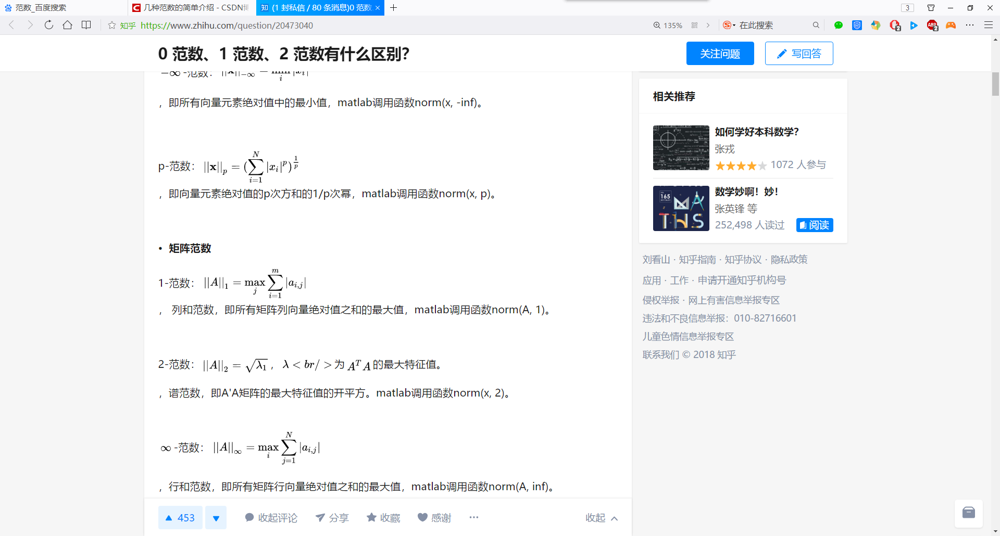 范数_百度搜索
几种范数的简单介绍 - CSDN博
知 (1 封私信 / 80 条消息)0 范数、
3
知乎 https://www.zhihu.com/question/20473040
135%
在此搜索
2
ABP 2
0 范数、1 范数、2 范数有什么区别?
关注问题
写回答
−∞ -范数: ||x||_{−∞} = min_i |x_i|
, 即所有向量元素绝对值中的最小值, matlab调用函数norm(x, -inf)。
p-范数: ||x||_p = (∑_{i=1}^{N} |x_i|^p)^{1/p}
, 即向量元素绝对值的p次方和的1/p次幂, matlab调用函数norm(x, p)。
• 矩阵范数
1-范数: ||A||_1 = max_j ∑_{i=1}^{m} |a_{i,j}|
, 列和范数, 即所有矩阵列向量绝对值之和的最大值, matlab调用函数norm(A, 1)。
2-范数: ||A||_2 = √λ_1 , λ < br/ > 为 A^T A 的最大特征值。
, 谱范数, 即A'A矩阵的最大特征值的开平方。matlab调用函数norm(x, 2)。
∞ -范数: ||A||_∞ = max_i ∑_{j=1}^{N} |a_{i,j}|
, 行和范数, 即所有矩阵行向量绝对值之和的最大值, matlab调用函数norm(A, inf)。
453
收起评论
分享
收藏
感谢
收起
相关推荐
如何学好本科数学?
张戎
1072 人参与
165
MATHS
数学妙啊! 妙!
张英锋 等
252,498 人读过
阅读
刘看山 · 知乎指南 · 知乎协议 · 隐私政策
应用 · 工作 · 申请开通知乎机构号
侵权举报 · 网上有害信息举报专区
违法和不良信息举报: 010-82716601
儿童色情信息举报专区
联系我们 © 2018 知乎